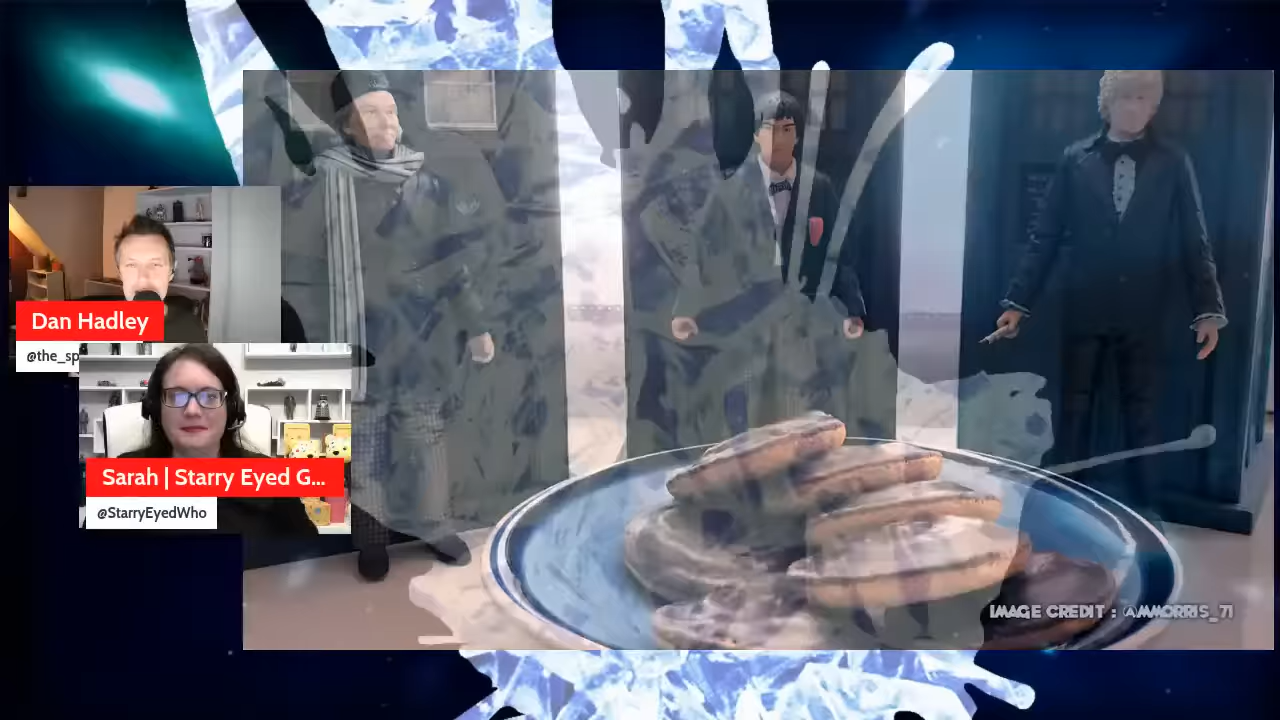 Dan Hadley
@the_sp
Sarah | Starry Eyed G...
@StarryEyedWho
IMAGE CREDIT : @MMORRIS_71